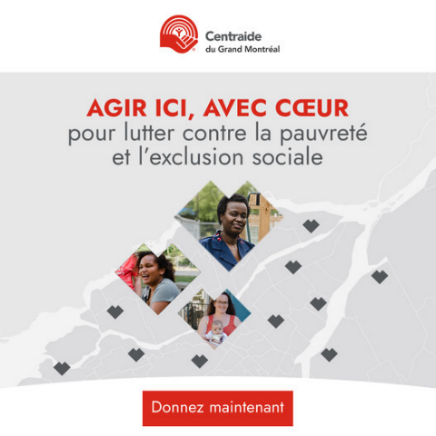 Centraide
du Grand Montréal
AGIR ICI, AVEC CŒUR
pour lutter contre la pauvreté
et l'exclusion sociale
Donnez maintenant